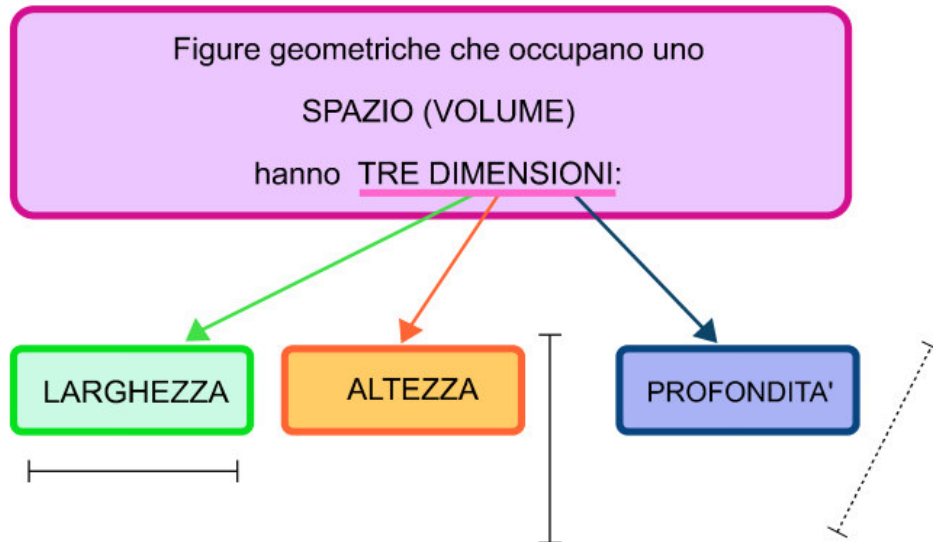 Figure geometriche che occupano uno
SPAZIO (VOLUME)
hanno TRE DIMENSIONI:
LARGHEZZA
ALTEZZA
PROFONDITA'